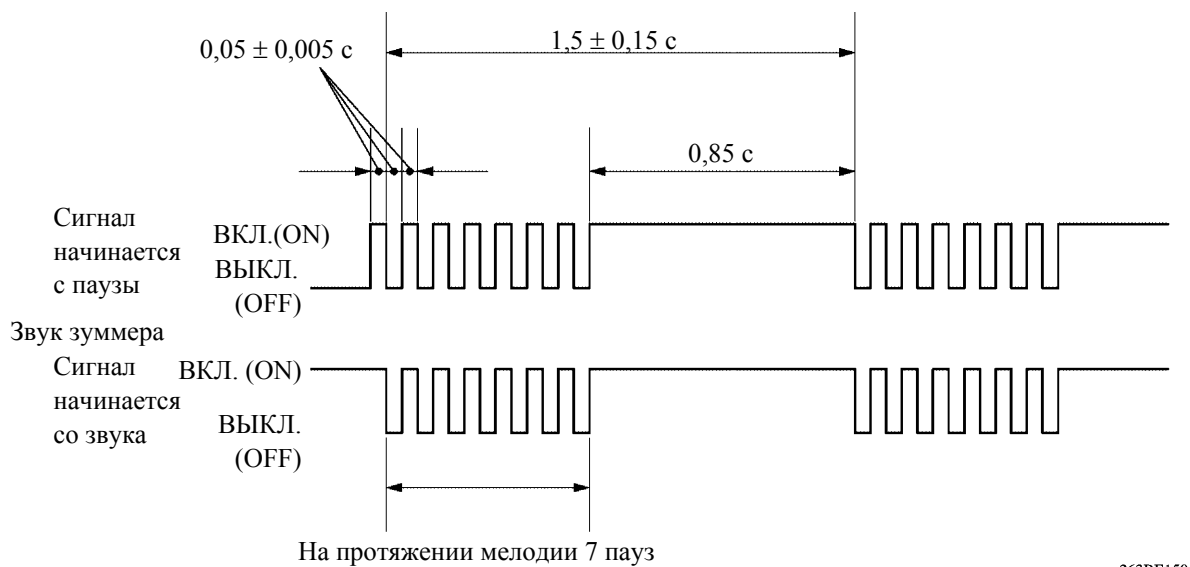 1,5 ± 0,15 с
0,05 ± 0,005 с
0,85 с
Сигнал
начинается
с паузы
ВКЛ.(ON)
ВЫКЛ.
(OFF)
Звук зуммера
Сигнал
начинается
со звука
ВКЛ. (ON)
ВЫКЛ.
(OFF)
На протяжении мелодии 7 пауз